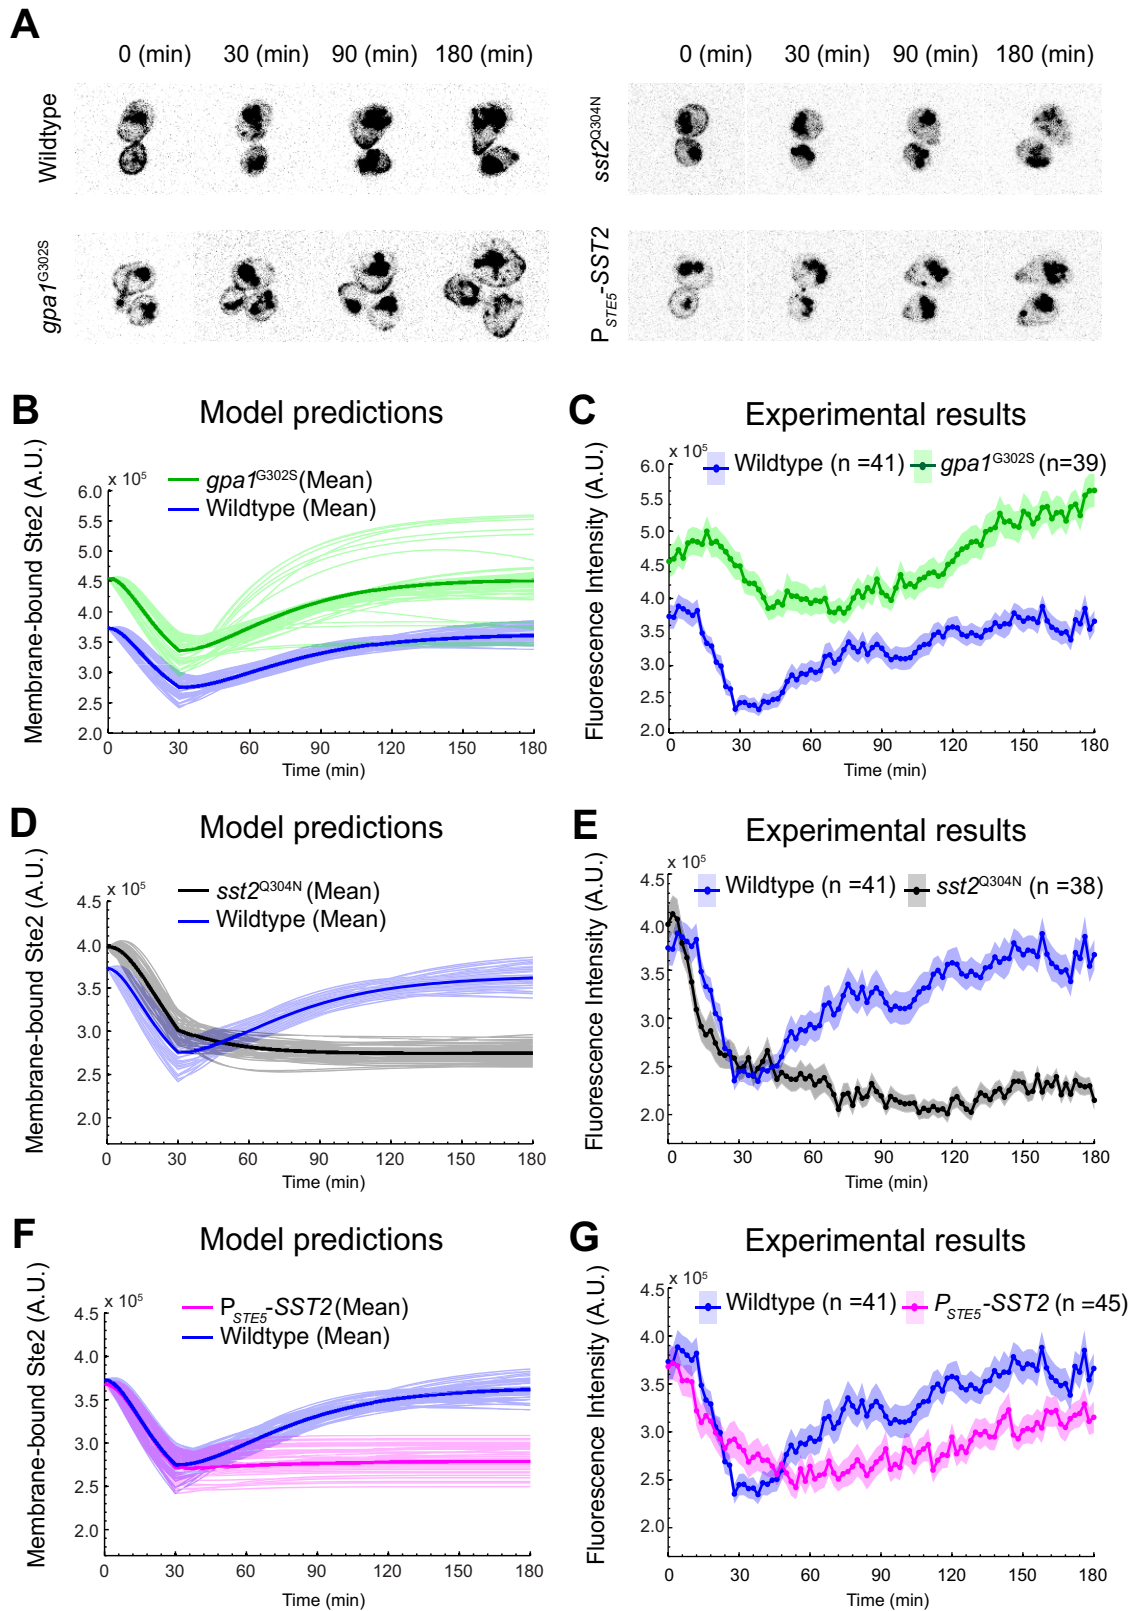 A
0 (min) 30 (min) 90 (min) 180 (min)
0 (min) 30 (min) 90 (min) 180 (min)
Wildtype
sst2Q304N
gpa1G302S
PSTE5-SST2
B
Model predictions
Membrane-bound Ste2 (A.U.)
x 10⁵
gpa1G302S (Mean)
Wildtype (Mean)
6.0
5.5
5.0
4.5
4.0
3.5
3.0
2.5
2.0
0 30 60 90 120 150 180
Time (min)
C
Experimental results
Fluorescence Intensity (A.U.)
x 10⁵
Wildtype (n =41) gpa1G302S (n=39)
6.0
5.0
4.5
4.0
3.5
3.0
2.5
2.0
0 30 60 90 120 150 180
Time (min)
D
Model predictions
Membrane-bound Ste2 (A.U.)
x 10⁵
sst2Q304N (Mean)
Wildtype (Mean)
4.5
4.0
3.5
3.0
2.5
2.0
0 30 60 90 120 150 180
Time (min)
E
Experimental results
Fluorescence Intensity (A.U.)
x 10⁵
Wildtype (n =41) sst2Q304N (n =38)
4.5
4.0
3.5
3.0
2.5
2.0
0 30 60 90 120 150 180
Time (min)
F
Model predictions
Membrane-bound Ste2 (A.U.)
x 10⁵
PSTE5-SST2 (Mean)
Wildtype (Mean)
4.5
4.0
3.5
3.0
2.5
2.0
0 30 60 90 120 150 180
Time (min)
G
Experimental results
Fluorescence Intensity (A.U.)
x 10⁵
Wildtype (n =41) PSTE5-SST2 (n =45)
4.5
4.0
3.5
3.0
2.5
2.0
0 30 60 90 120 150 180
Time (min)